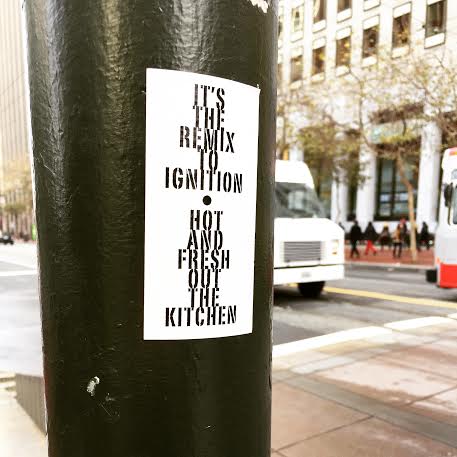 IT'S
THE
REMIX
TO
IGNITION
•
HOT
AND
FRESH
OUT
THE
KITCHEN